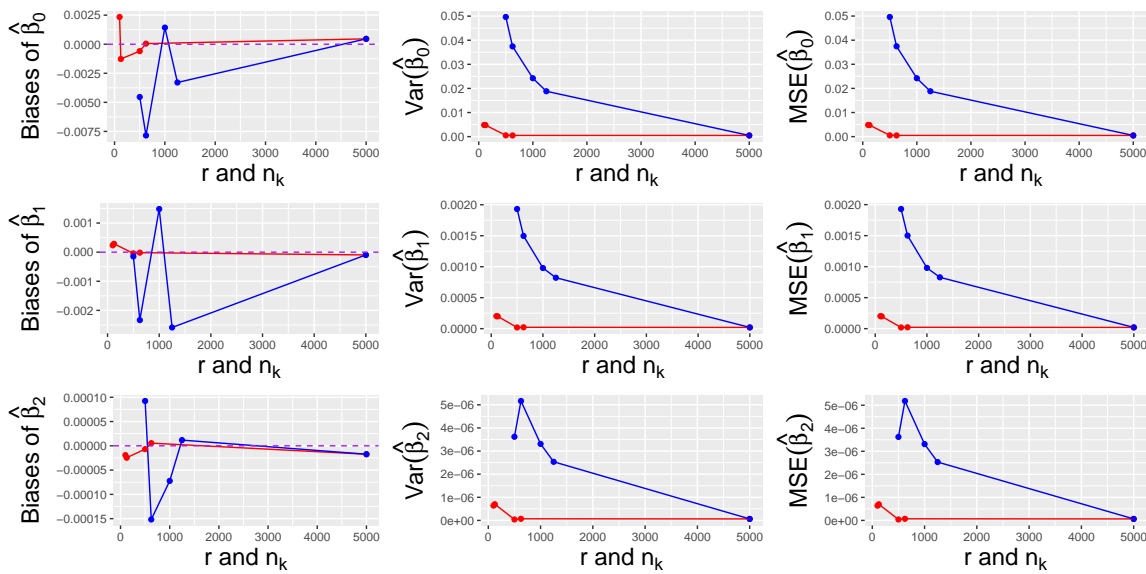 Biases of β̂₀
0.0025
0.0000
−0.0025
−0.0050
−0.0075
0 1000 2000 3000 4000 5000
r and nₖ
Var(β̂₀)
0.05
0.04
0.03
0.02
0.01
0.00
0 1000 2000 3000 4000 5000
r and nₖ
MSE(β̂₀)
0.05
0.04
0.03
0.02
0.01
0.00
0 1000 2000 3000 4000 5000
r and nₖ
Biases of β̂₁
0.001
0.000
−0.001
−0.002
0 1000 2000 3000 4000 5000
r and nₖ
Var(β̂₁)
0.0020
0.0015
0.0010
0.0005
0.0000
0 1000 2000 3000 4000 5000
r and nₖ
MSE(β̂₁)
0.0020
0.0015
0.0010
0.0005
0.0000
0 1000 2000 3000 4000 5000
r and nₖ
Biases of β̂₂
0.00010
0.00005
0.00000
−0.00005
−0.00010
−0.00015
0 1000 2000 3000 4000 5000
r and nₖ
Var(β̂₂)
5e−06
4e−06
3e−06
2e−06
1e−06
0e+00
0 1000 2000 3000 4000 5000
r and nₖ
MSE(β̂₂)
5e−06
4e−06
3e−06
2e−06
1e−06
0e+00
0 1000 2000 3000 4000 5000
r and nₖ